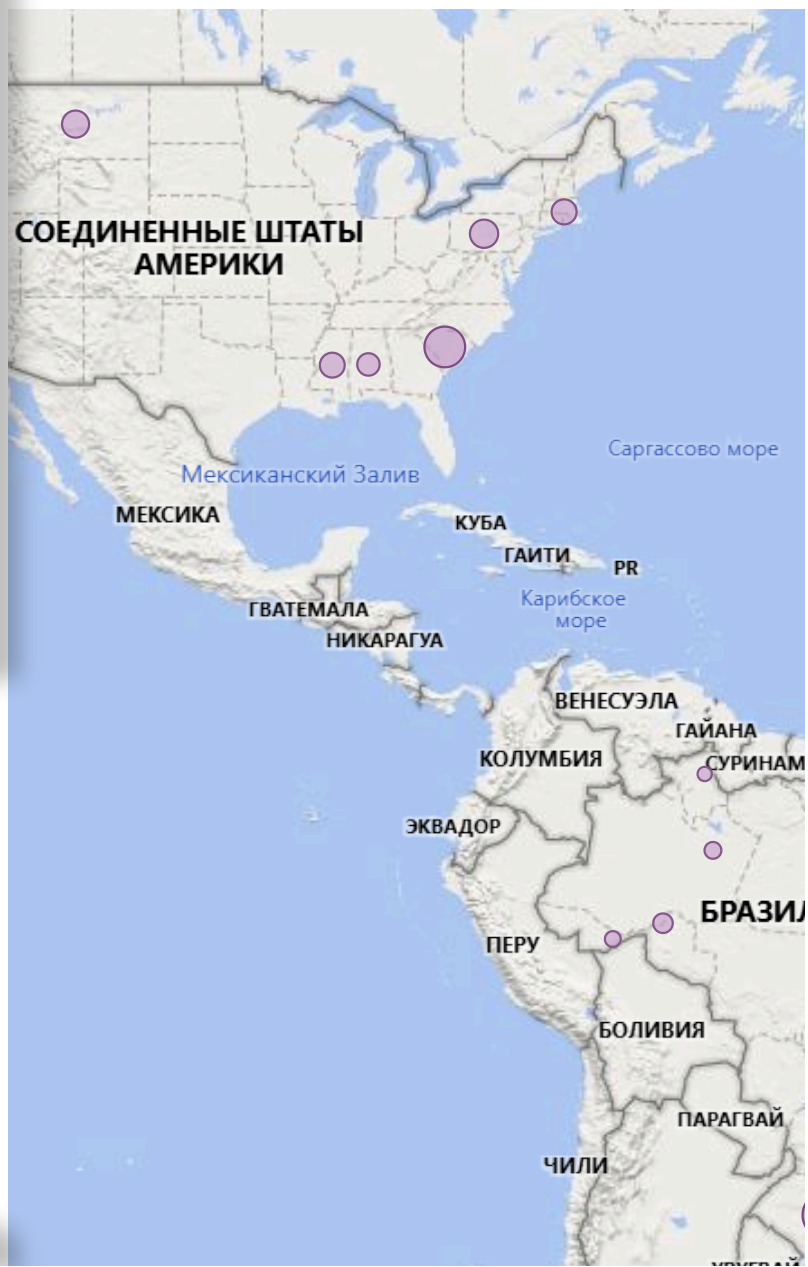 СОЕДИНЕННЫЕ ШТАТЫ
АМЕРИКИ
Саргассово море
Мексиканский Залив
МЕКСИКА
КУБА
ГАИТИ
PR
Карибское
море
ГВАТЕМАЛА
НИКАРАГУА
ВЕНЕСУЭЛА
ГАЙАНА
КОЛУМБИЯ
СУРИНАМ
ЭКВАДОР
БРАЗИЛ
ПЕРУ
БОЛИВИЯ
ПАРАГВАЙ
ЧИЛИ
УРУГВАЙ